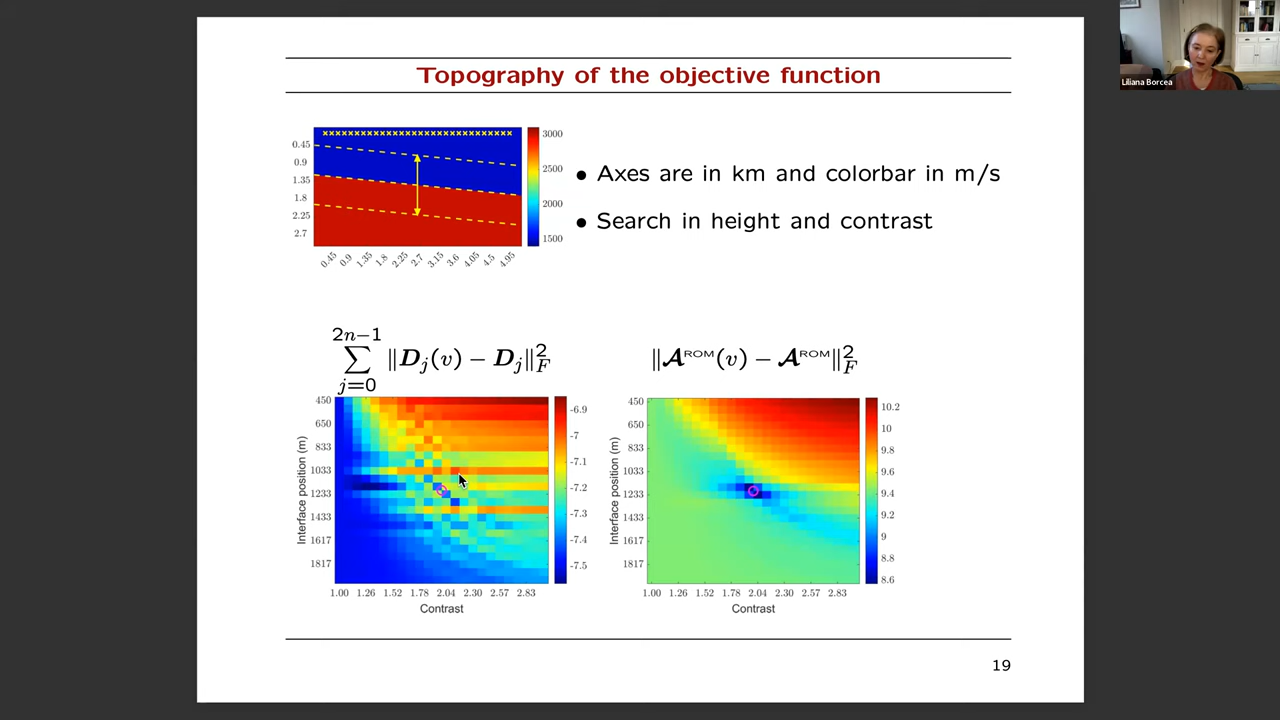 Liliana Borcea
Topography of the objective function
0.45
0.9
1.35
1.8
2.25
2.7
3000
2500
2000
1500
0.45 0.9 1.35 1.8 2.25 2.7 3.15 3.6 4.05 4.5 4.95
• Axes are in km and colorbar in m/s
• Search in height and contrast
2n−1
∑ ‖D_j(v) − D_j‖²_F
j=0
‖𝓐^ROM(v) − 𝓐^ROM‖²_F
Interface position (m)
450
650
833
1033
1233
1433
1617
1817
1.00 1.26 1.52 1.78 2.04 2.30 2.57 2.83
Contrast
-6.9
-7
-7.1
-7.2
-7.3
-7.4
-7.5
Interface position (m)
450
650
833
1033
1233
1433
1617
1817
1.00 1.26 1.52 1.78 2.04 2.30 2.57 2.83
Contrast
10.2
10
9.8
9.6
9.4
9.2
9
8.8
8.6
19